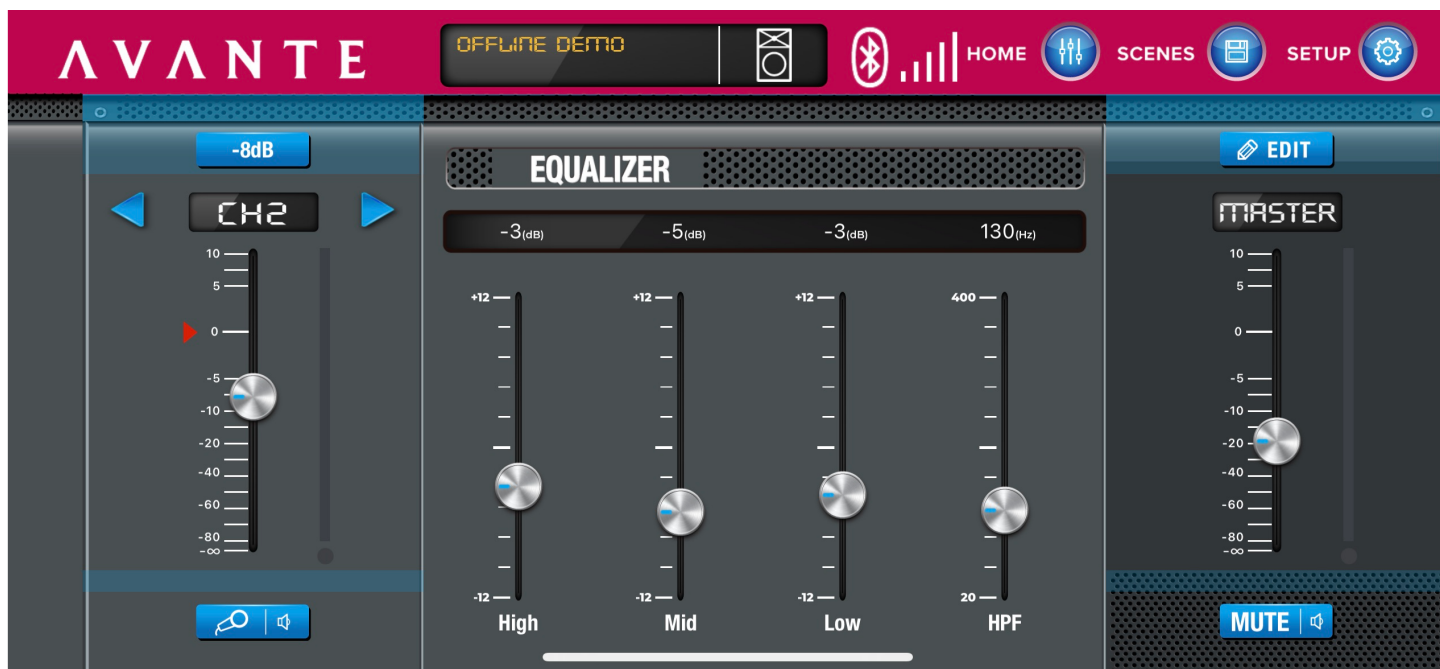 AVANTE
OFFLINE DEMO
HOME
SCENES
SETUP
-8dB
CH2
10
5
0
-5
-10
-20
-40
-60
-80
-∞
EQUALIZER
-3(dB) -5(dB) -3(dB) 130(Hz)
+12 +12 +12 400
-12 -12 -12 20
High Mid Low HPF
EDIT
MASTER
10
5
0
-5
-10
-20
-40
-60
-80
-∞
MUTE